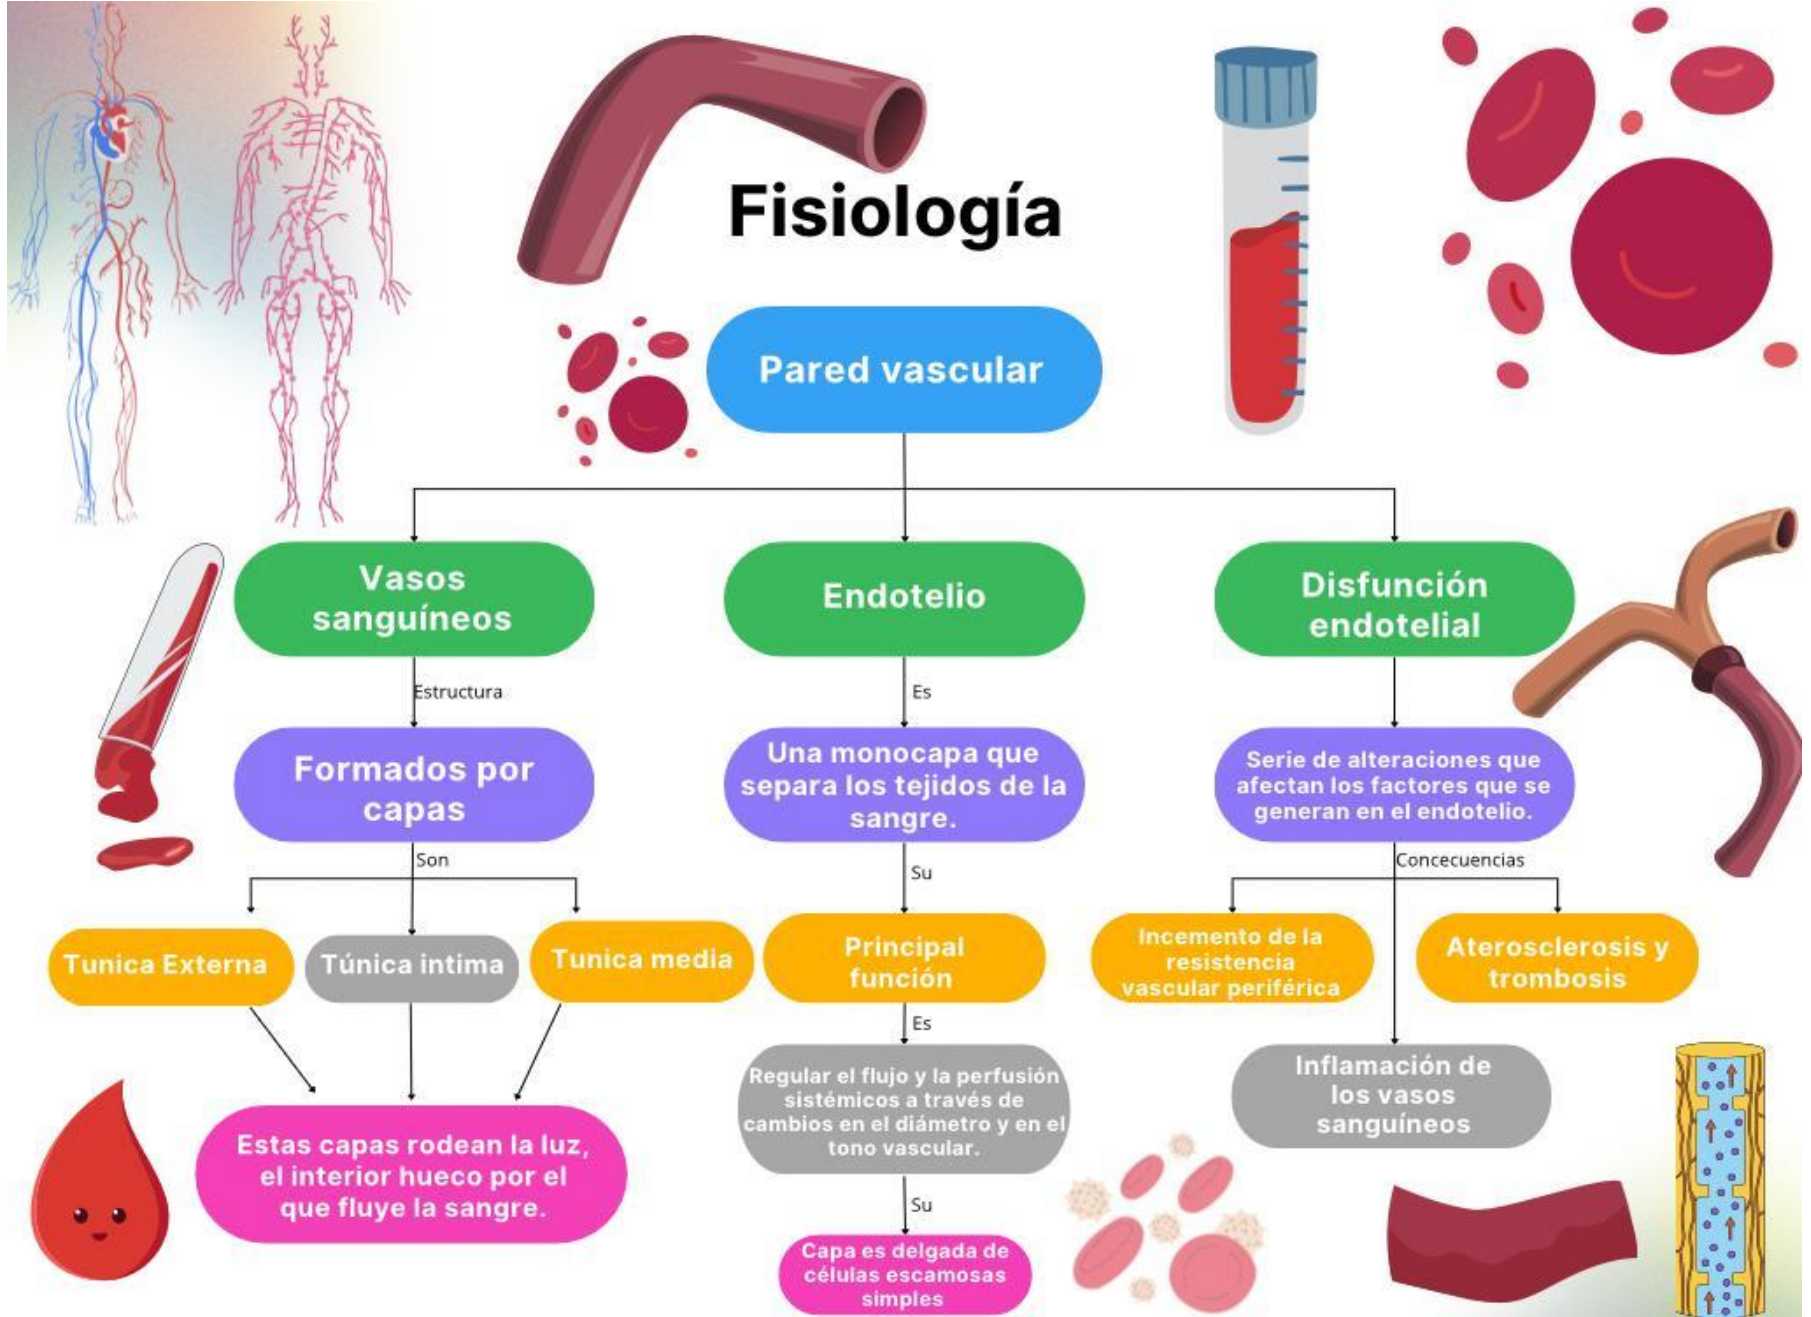 Fisiología
Pared vascular
Vasos
sanguíneos
Endotelio
Disfunción
endotelial
Estructura
Es
Formados por
capas
Una monocapa que
separa los tejidos de la
sangre.
Serie de alteraciones que
afectan los factores que se
generan en el endotelio.
Son
Su
Concecuencias
Tunica Externa
Túnica intima
Tunica media
Principal
función
Incemento de la
resistencia
vascular periférica
Aterosclerosis y
trombosis
Es
Estas capas rodean la luz,
el interior hueco por el
que fluye la sangre.
Regular el flujo y la perfusión
sistémicos a través de
cambios en el diámetro y en el
tono vascular.
Inflamación de
los vasos
sanguíneos
Su
Capa es delgada de
células escamosas
simples